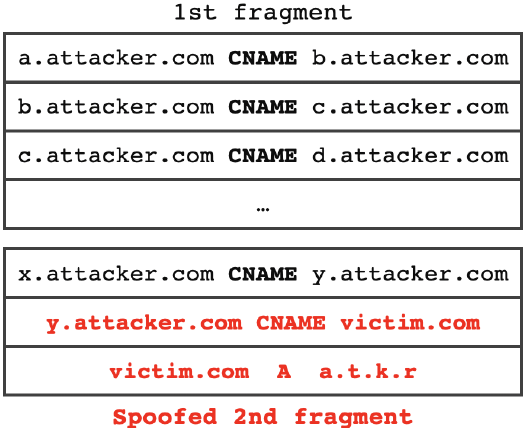 1st fragment
a.attacker.com CNAME b.attacker.com
b.attacker.com CNAME c.attacker.com
c.attacker.com CNAME d.attacker.com
…
x.attacker.com CNAME y.attacker.com
y.attacker.com CNAME victim.com
victim.com A a.t.k.r
Spoofed 2nd fragment